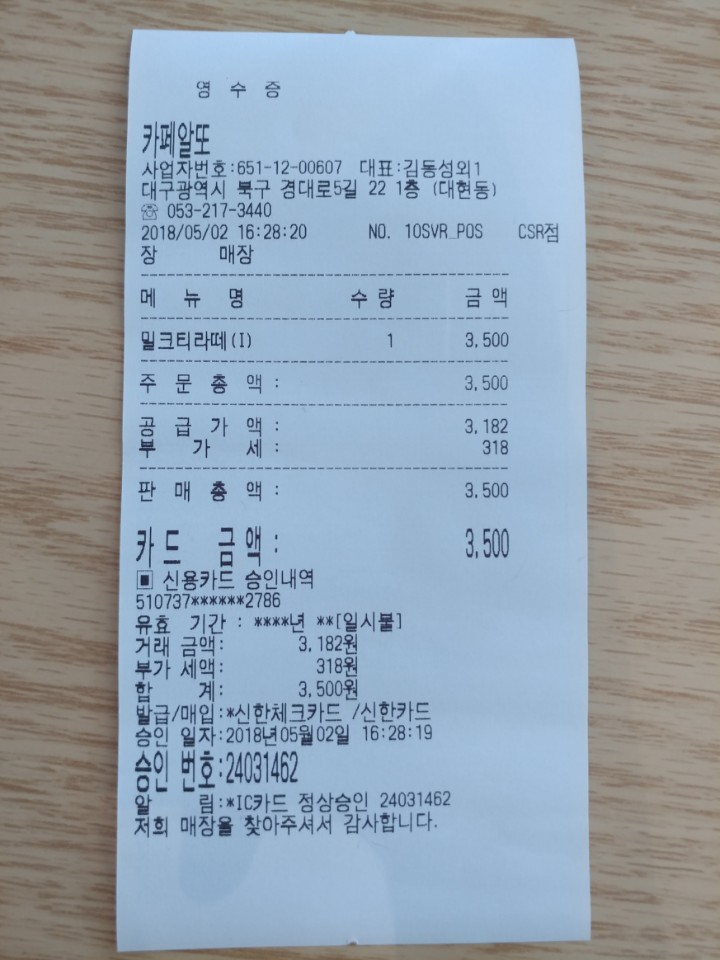 영 수 증
카페알또
사업자번호:651-12-00607 대표:김동성외1
대구광역시 북구 경대로5길 22 1층 (대현동)
☏ 053-217-3440
2018/05/02 16:28:20 NO. 10SVR_POS CSR점
장 매장
메 뉴 명 수 량 금 액
밀크티라떼(I) 1 3,500
주 문 총 액 : 3,500
공 급 가 액 : 3,182
부 가 세 : 318
판 매 총 액 : 3,500
카드 금액: 3,500
▣ 신용카드 승인내역
510737******2786
유효 기간 : ****년 **[일시불]
거래 금액: 3,182원
부가 세액: 318원
합 계: 3,500원
발급/매입:*신한체크카드 /신한카드
승인 일자:2018년05월02일 16:28:19
승인 번호:24031462
알 림:*IC카드 정상승인 24031462
저희 매장을 찾아주셔서 감사합니다.